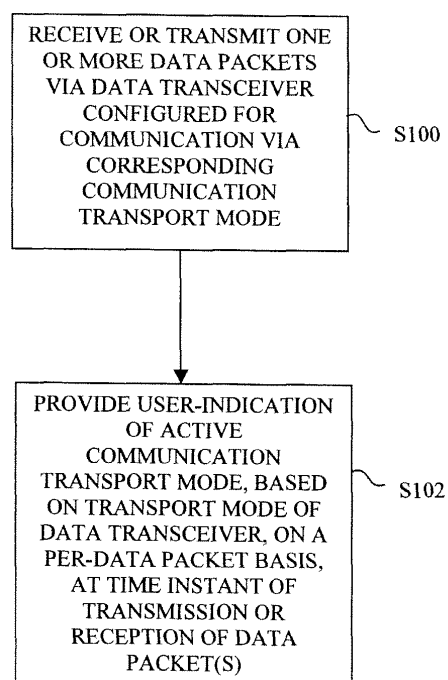 RECEIVE OR TRANSMIT ONE
OR MORE DATA PACKETS
VIA DATA TRANSCEIVER
CONFIGURED FOR
COMMUNICATION VIA
CORRESPONDING
COMMUNICATION
TRANSPORT MODE
S100
PROVIDE USER-INDICATION
OF ACTIVE
COMMUNICATION
TRANSPORT MODE, BASED
ON TRANSPORT MODE OF
DATA TRANSCEIVER, ON A
PER-DATA PACKET BASIS,
AT TIME INSTANT OF
TRANSMISSION OR
RECEPTION OF DATA
PACKET(S)
S102